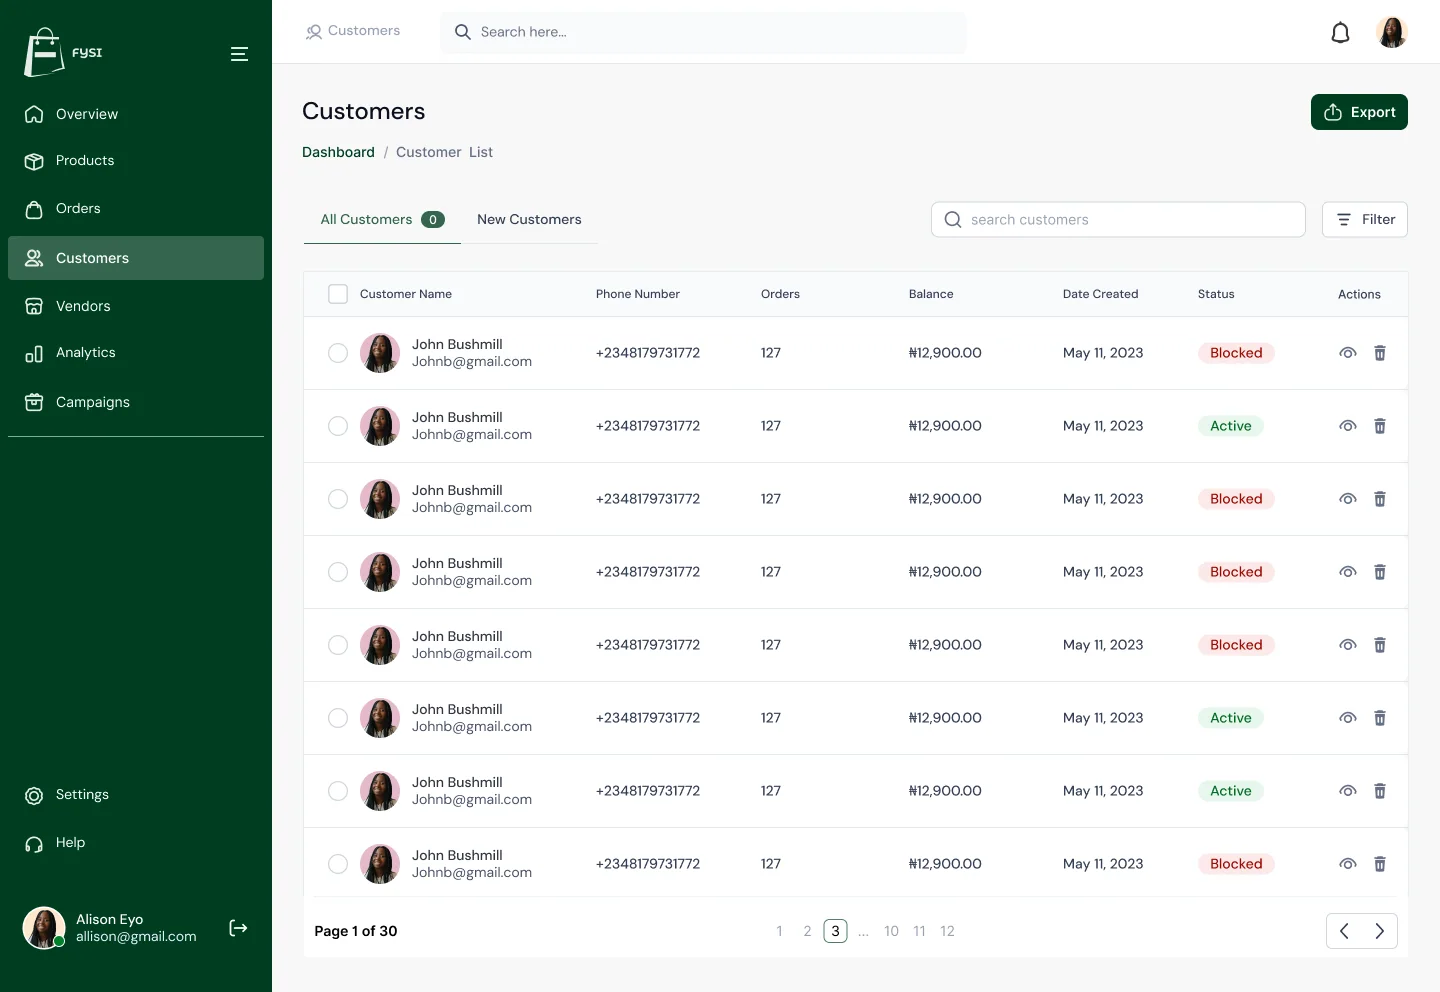 FYSI
Overview
Products
Orders
Customers
Vendors
Analytics
Campaigns
Settings
Help
Alison Eyo
allison@gmail.com
Customers
Search here...
Customers
Export
Dashboard / Customer List
All Customers 0 New Customers
search customers
Filter
Customer Name Phone Number Orders Balance Date Created Status Actions
John Bushmill
Johnb@gmail.com
+2348179731772 127 ₦12,900.00 May 11, 2023 Blocked
John Bushmill
Johnb@gmail.com
+2348179731772 127 ₦12,900.00 May 11, 2023 Active
John Bushmill
Johnb@gmail.com
+2348179731772 127 ₦12,900.00 May 11, 2023 Blocked
John Bushmill
Johnb@gmail.com
+2348179731772 127 ₦12,900.00 May 11, 2023 Blocked
John Bushmill
Johnb@gmail.com
+2348179731772 127 ₦12,900.00 May 11, 2023 Blocked
John Bushmill
Johnb@gmail.com
+2348179731772 127 ₦12,900.00 May 11, 2023 Active
John Bushmill
Johnb@gmail.com
+2348179731772 127 ₦12,900.00 May 11, 2023 Active
John Bushmill
Johnb@gmail.com
+2348179731772 127 ₦12,900.00 May 11, 2023 Blocked
Page 1 of 30
1 2 3 ... 10 11 12